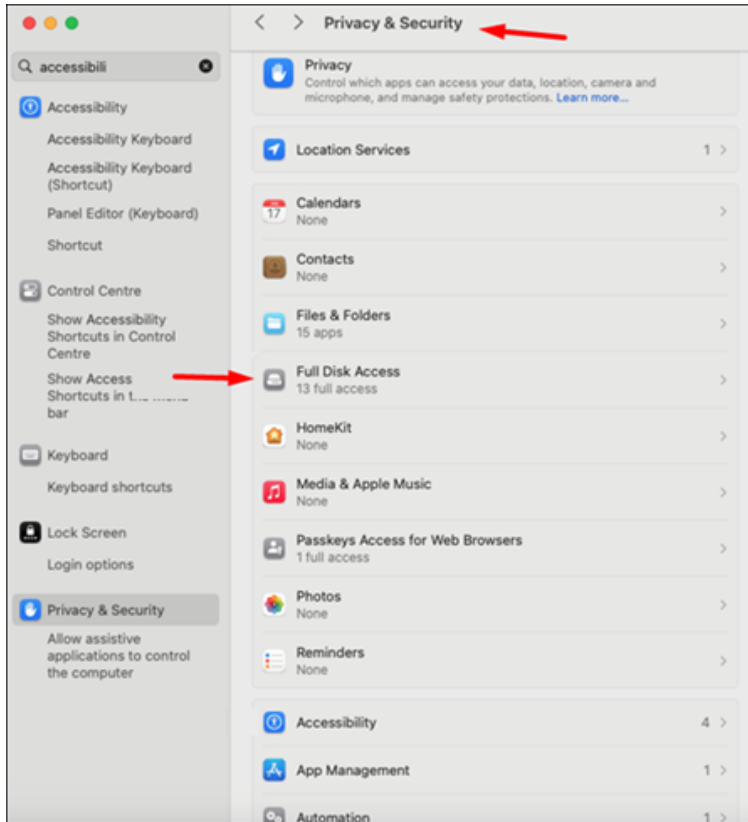 Privacy & Security
accessibili
Accessibility
Accessibility Keyboard
Accessibility Keyboard
(Shortcut)
Panel Editor (Keyboard)
Shortcut
Control Centre
Show Accessibility
Shortcuts in Control
Centre
Show Access
Shortcuts in
bar
Keyboard
Keyboard shortcuts
Lock Screen
Login options
Privacy & Security
Allow assistive
applications to control
the computer
Privacy
Control which apps can access your data, location, camera and
microphone, and manage safety protections. Learn more...
Location Services 1
17
Calendars
None
Contacts
None
Files & Folders
15 apps
Full Disk Access
13 full access
HomeKit
None
Media & Apple Music
None
Passkeys Access for Web Browsers
1 full access
Photos
None
Reminders
None
Accessibility 4
App Management 1
Automation 1